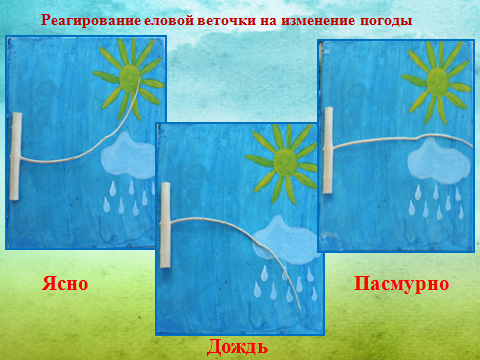 Реагирование еловой веточки на изменение погоды
Ясно
Пасмурно
Дождь